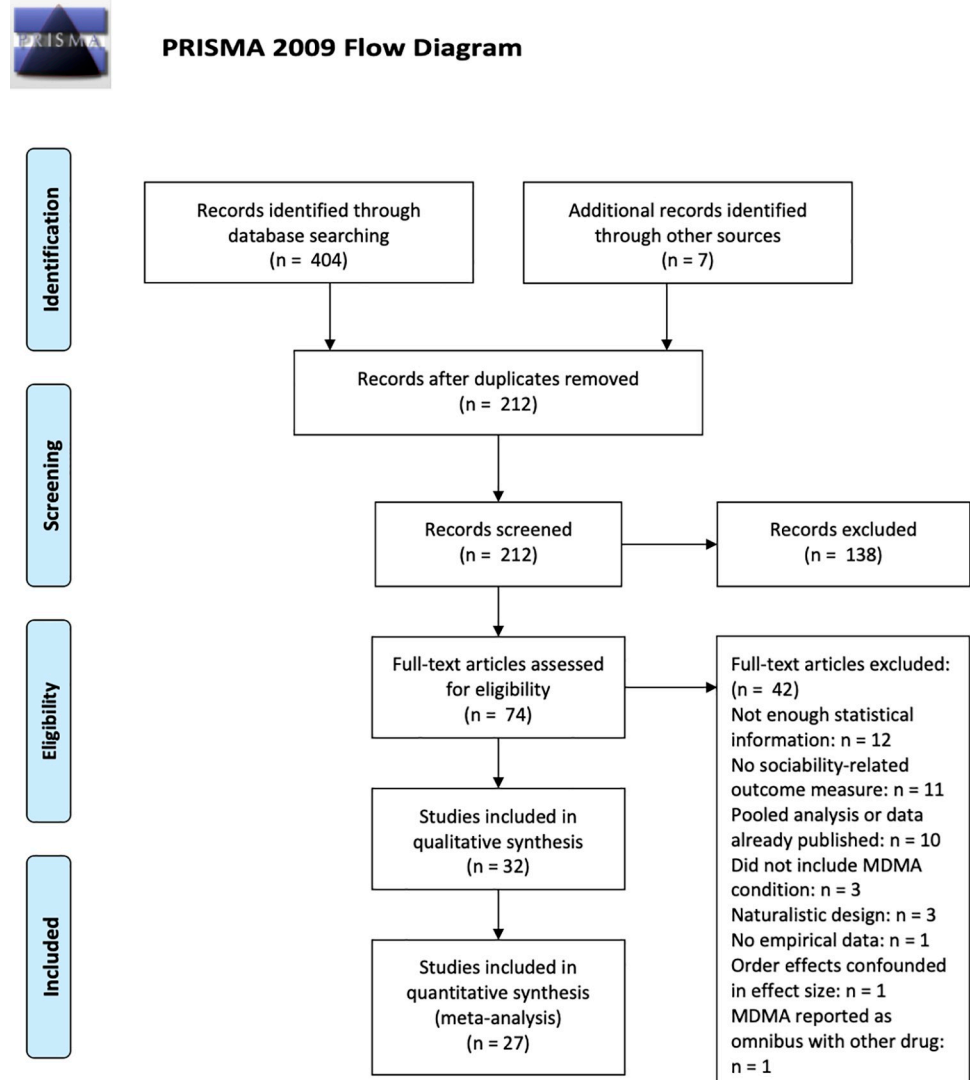 PRISMA
PRISMA 2009 Flow Diagram
Identification
Records identified through
database searching
(n = 404)
Additional records identified
through other sources
(n = 7)
Records after duplicates removed
(n = 212)
Screening
Records screened
(n = 212)
Records excluded
(n = 138)
Eligibility
Full-text articles assessed
for eligibility
(n = 74)
Full-text articles excluded:
(n = 42)
Not enough statistical
information: n = 12
No sociability-related
outcome measure: n = 11
Pooled analysis or data
already published: n = 10
Did not include MDMA
condition: n = 3
Naturalistic design: n = 3
No empirical data: n = 1
Order effects confounded
in effect size: n = 1
MDMA reported as
omnibus with other drug:
n = 1
Studies included in
qualitative synthesis
(n = 32)
Included
Studies included in
quantitative synthesis
(meta-analysis)
(n = 27)